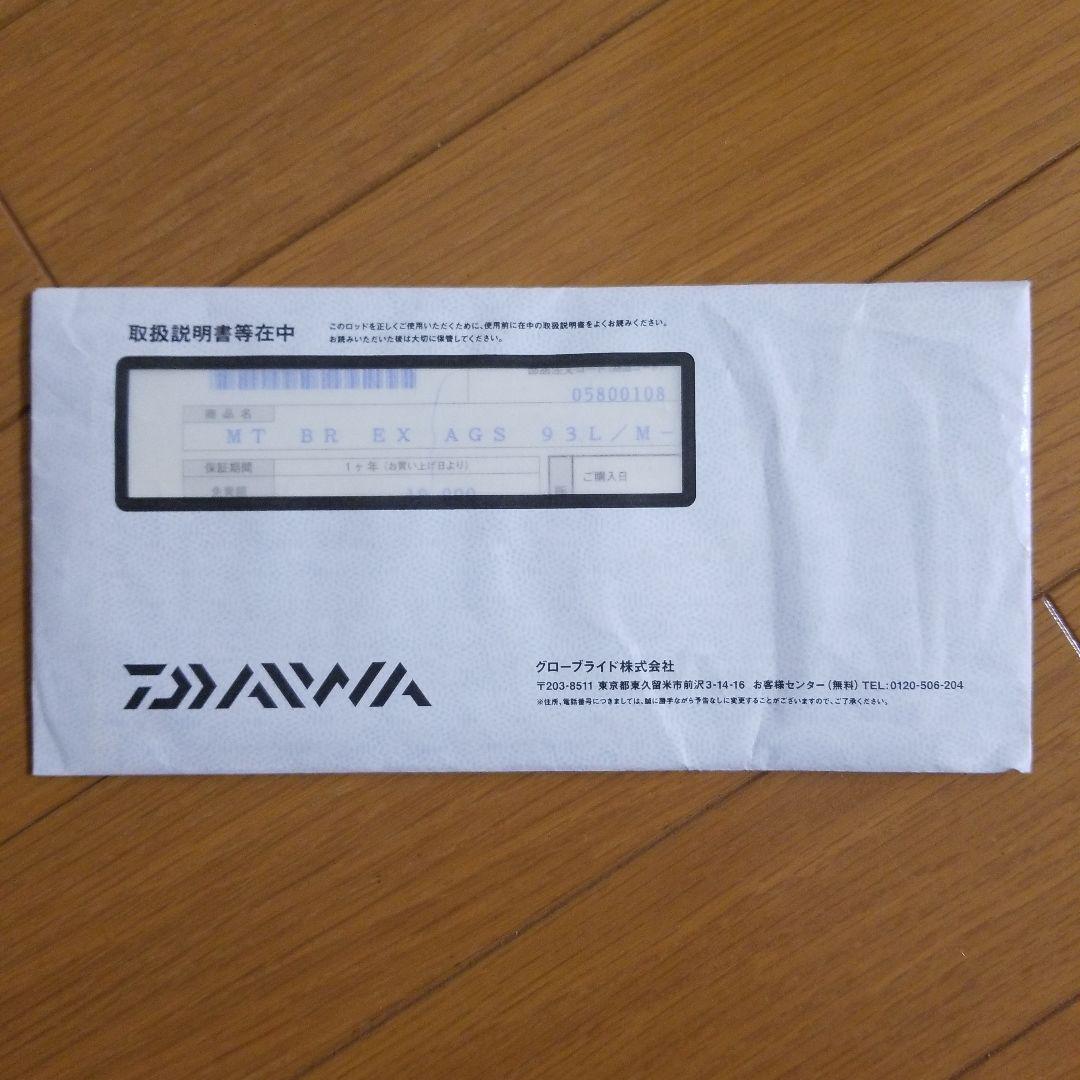 取扱説明書等在中
このロッドを正しくご使用いただくために、使用前に在中の取扱説明書をよくお読みください。
お読みいただいた後は大切に保管してください。
05800108
商品名
MT BR EX AGS 93L/M-
保証期間 1ヶ年(お買い上げ日より)
ご購入日
免責額 10,000
DAIWA
グローブライド株式会社
〒203-8511 東京都東久留米市前沢3-14-16 お客様センター(無料) TEL:0120-506-204
※住所、電話番号につきましては、誠に勝手ながら予告なしに変更することがございますので、ご了承ください。